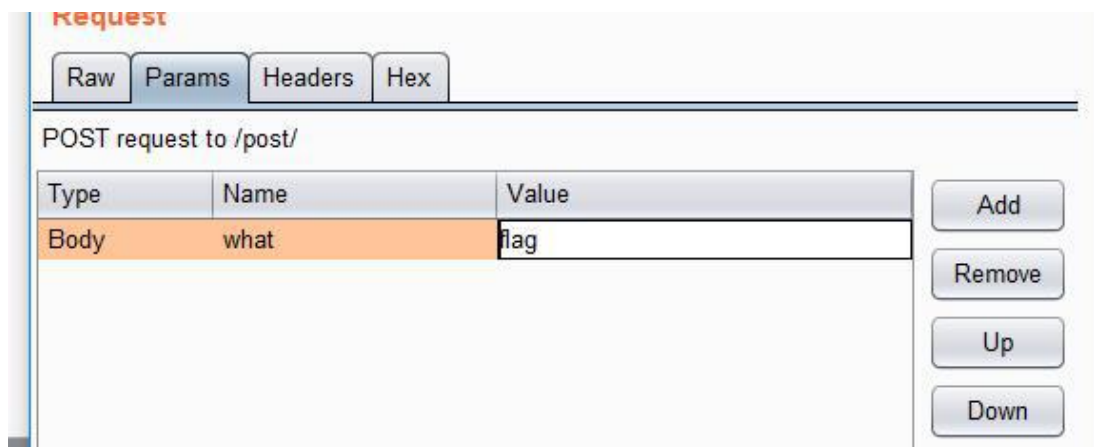 Request
Raw Params Headers Hex
POST request to /post/
Type Name Value
Body what flag
Add
Remove
Up
Down